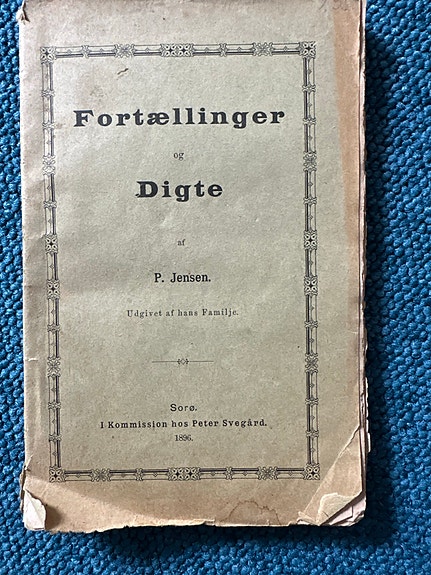 Fortællinger
og
Digte
af
P. Jensen.
Udgivet af hans Familje.
Sorø.
I Kommission hos Peter Svegård.
1896.